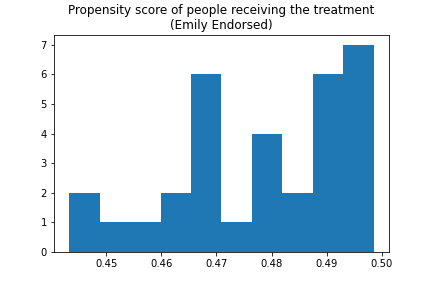 Propensity score of people receiving the treatment
(Emily Endorsed)
7
6
5
4
3
2
1
0
0.45 0.46 0.47 0.48 0.49 0.50